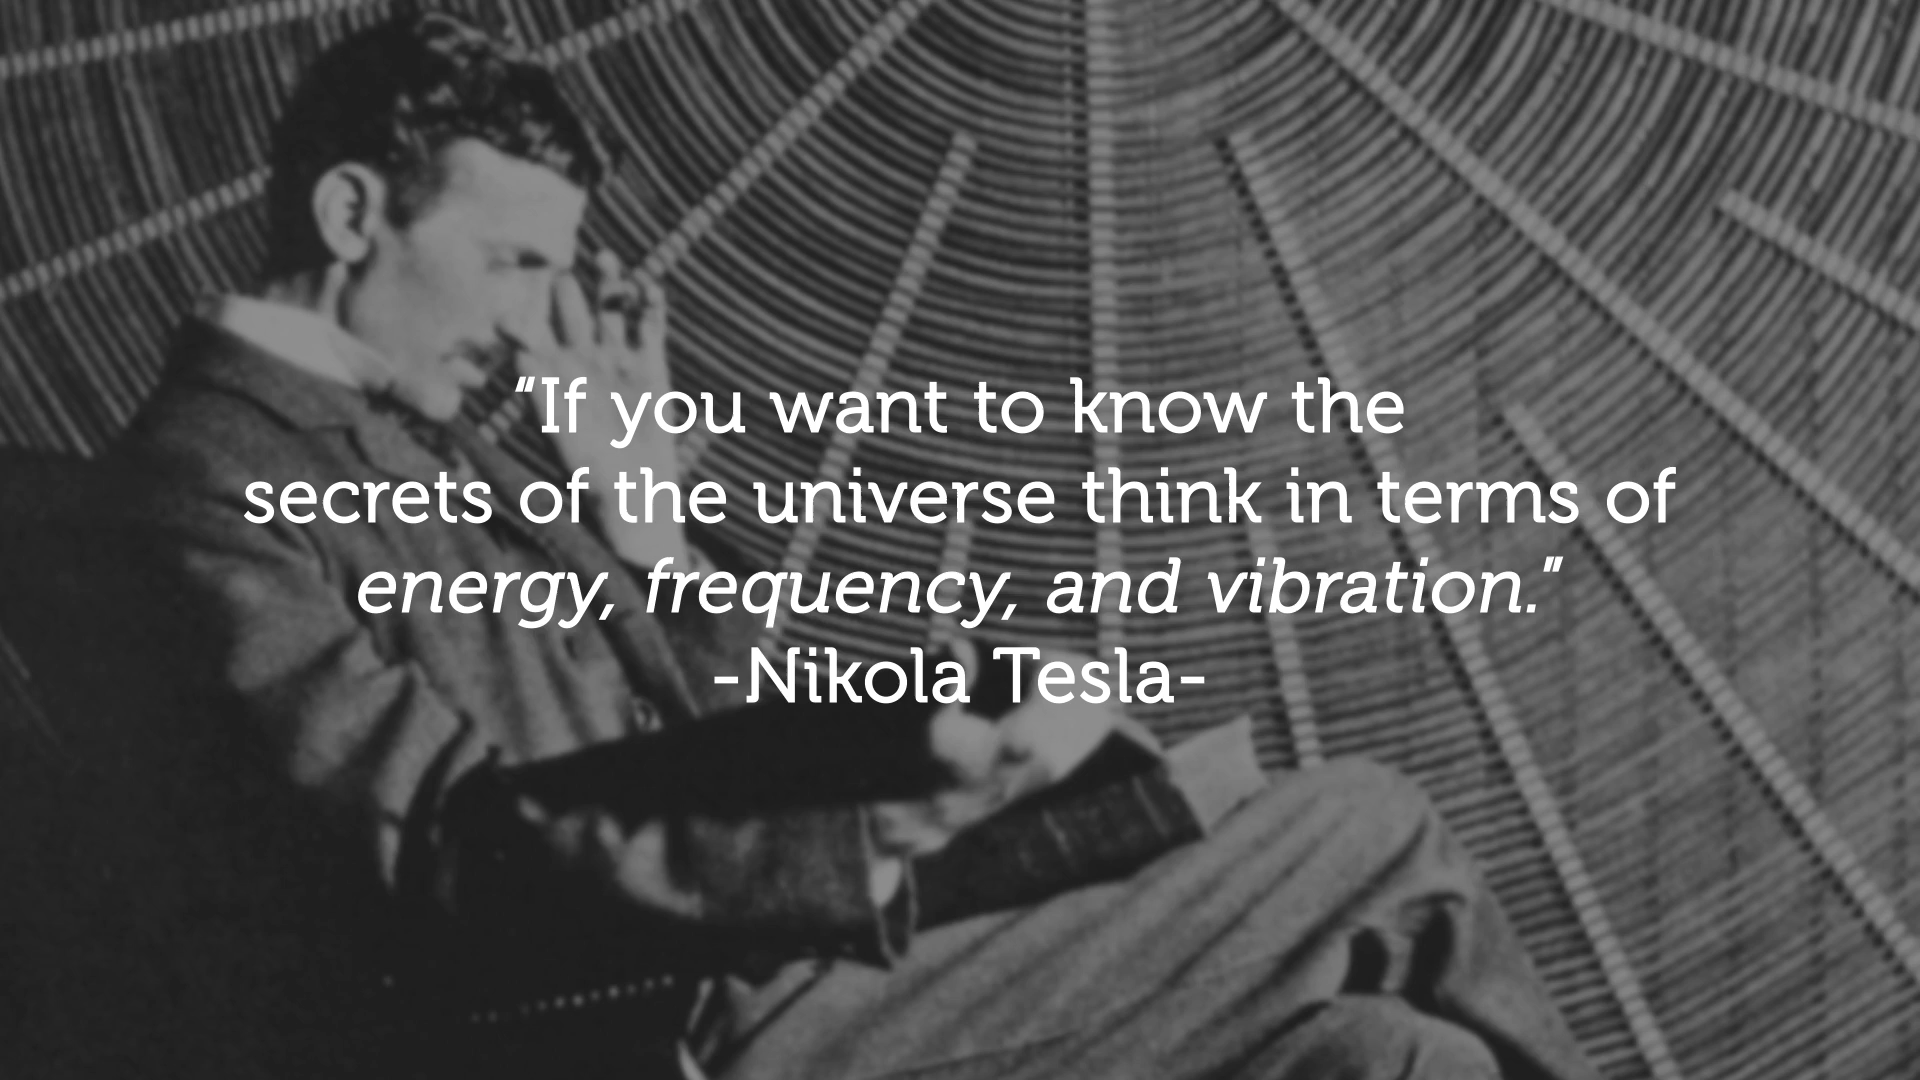 “If you want to know the
secrets of the universe think in terms of
energy, frequency, and vibration.”
-Nikola Tesla-